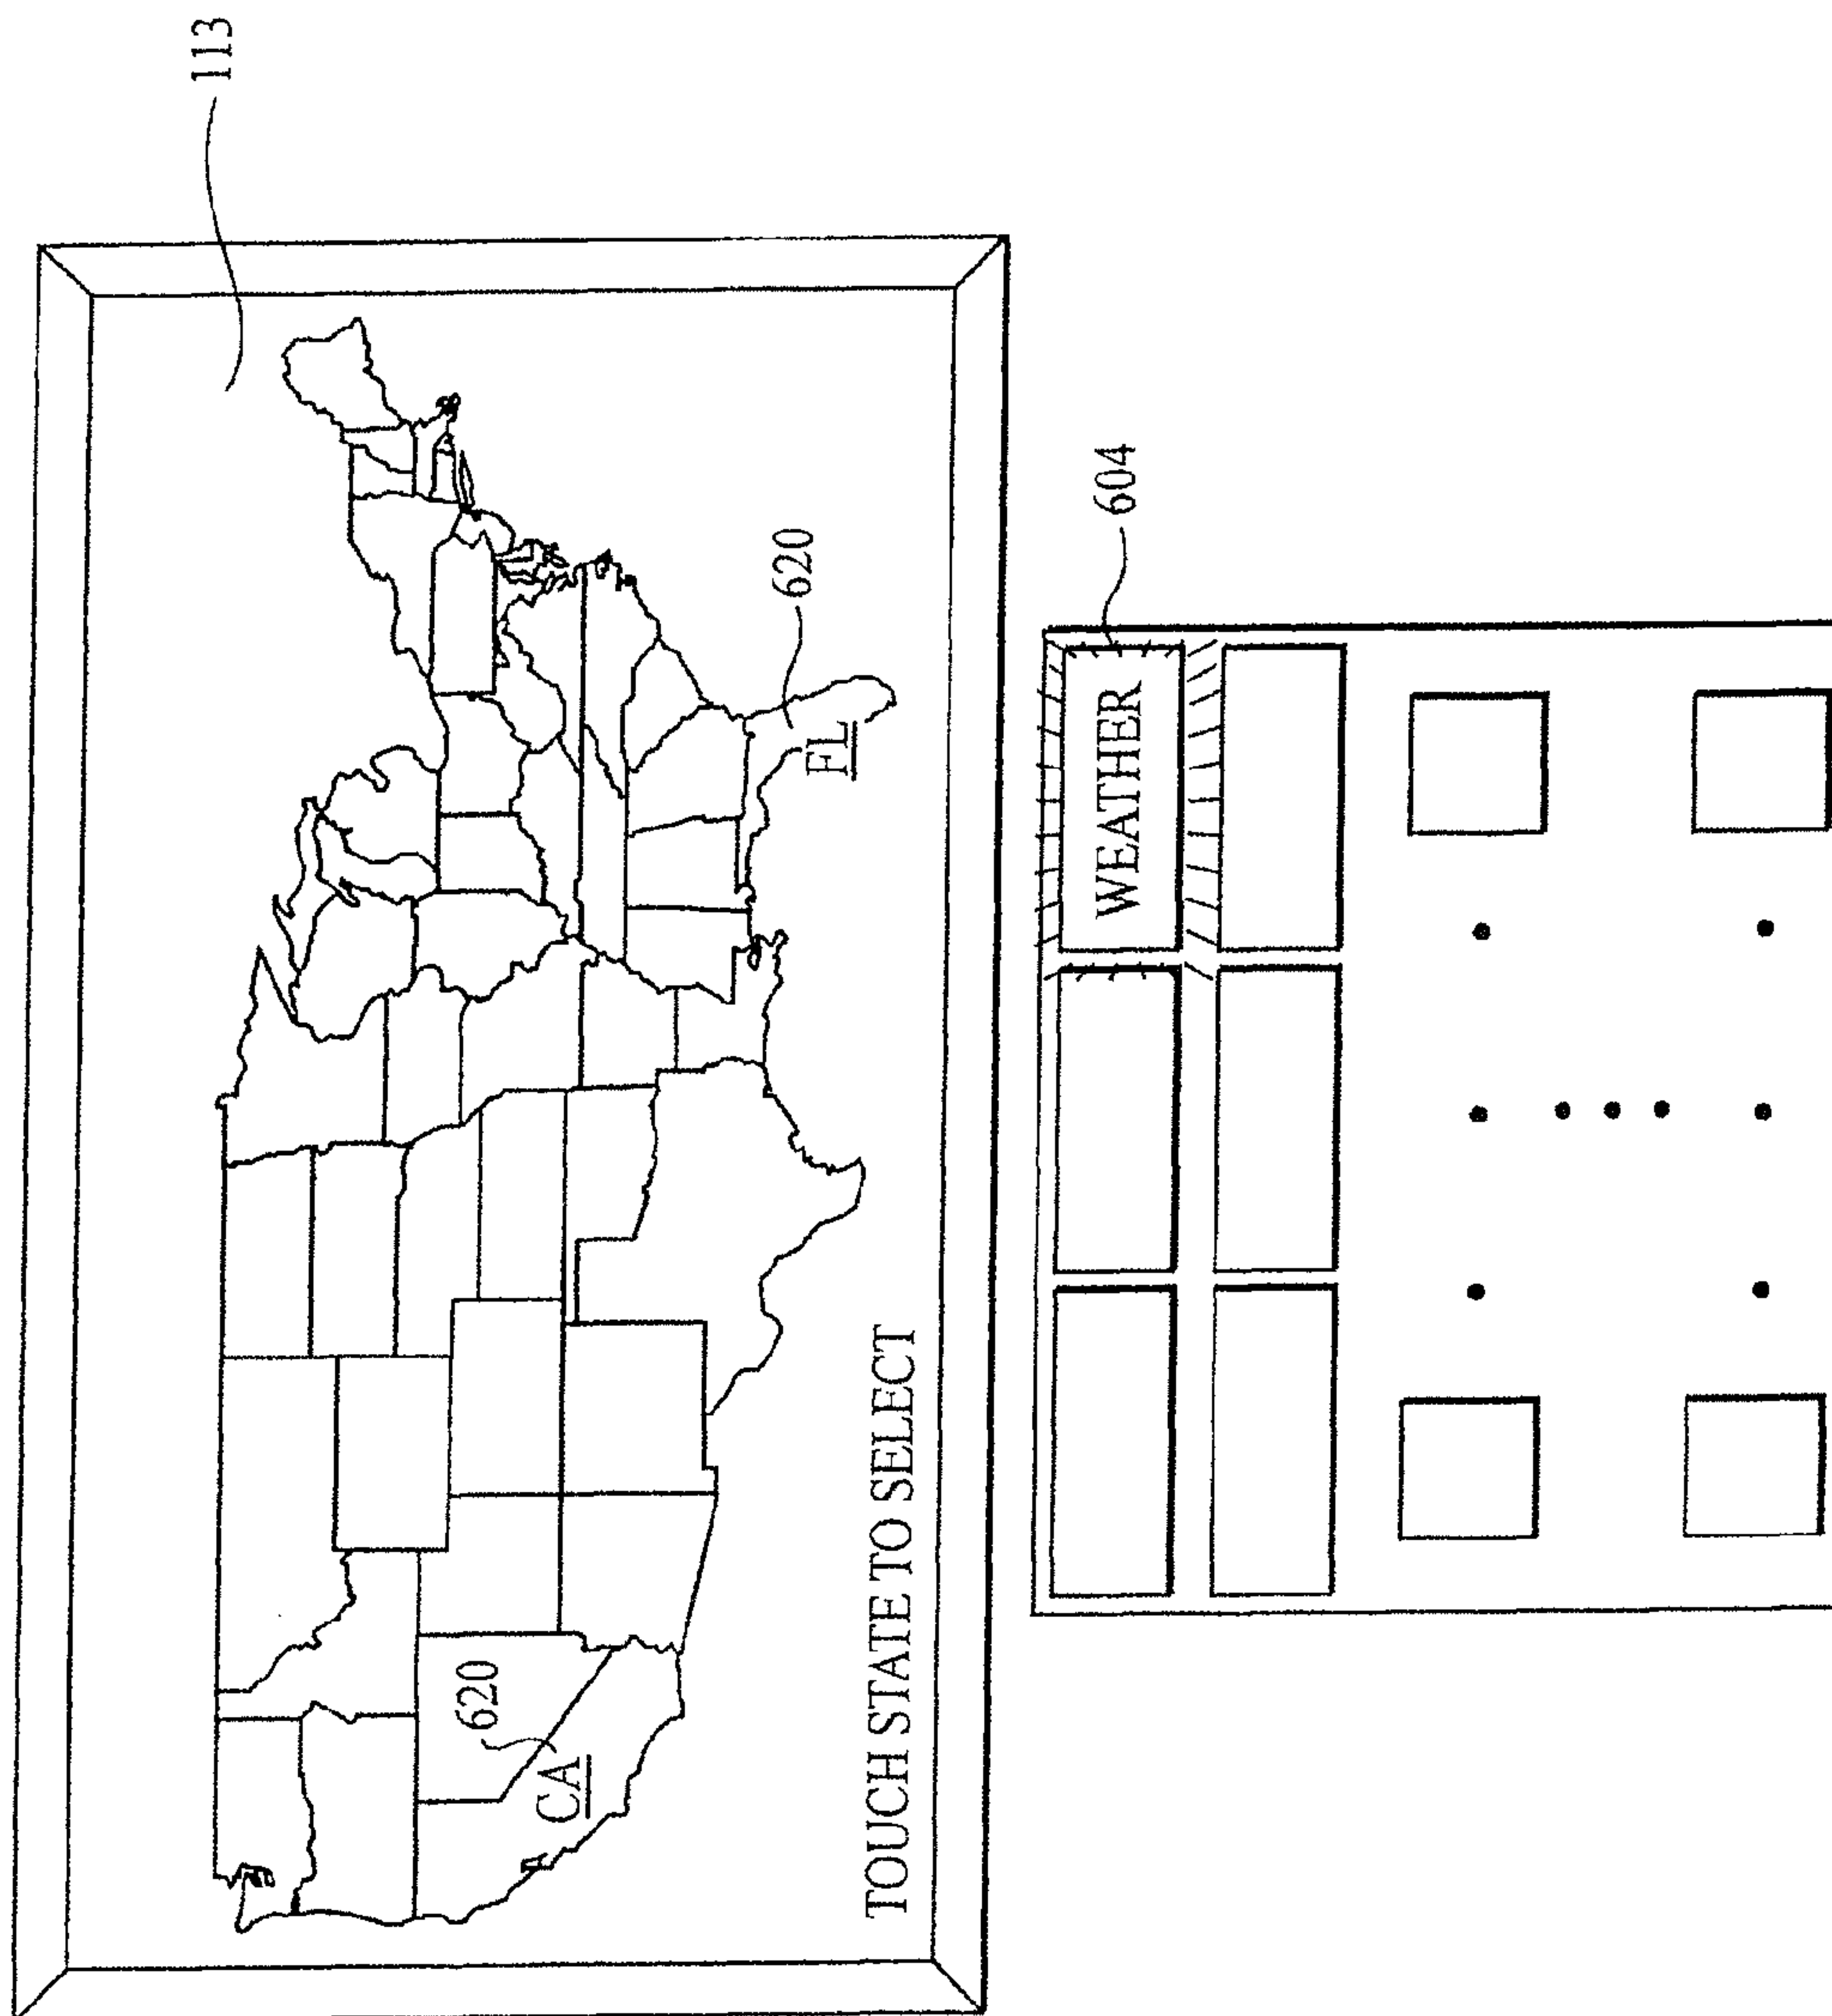 113
620
CA
620
FL
TOUCH STATE TO SELECT
604
WEATHER